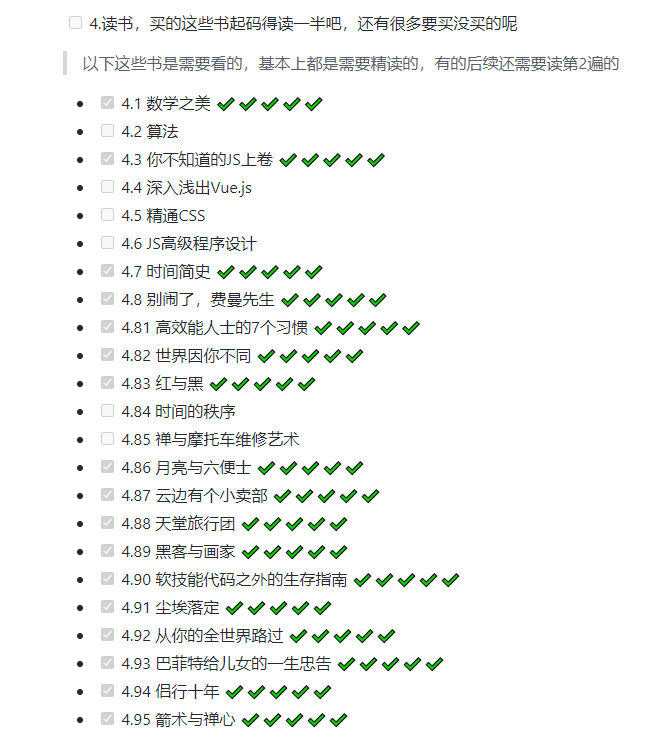 4.读书，买的这些书起码得读一半吧，还有很多要买没买的呢
以下这些书是需要看的，基本上都是需要精读的，有的后续还需要读第2遍的
4.1 数学之美
4.2 算法
4.3 你不知道的JS上卷
4.4 深入浅出Vue.js
4.5 精通CSS
4.6 JS高级程序设计
4.7 时间简史
4.8 别闹了，费曼先生
4.81 高效能人士的7个习惯
4.82 世界因你不同
4.83 红与黑
4.84 时间的秩序
4.85 禅与摩托车维修艺术
4.86 月亮与六便士
4.87 云边有个小卖部
4.88 天堂旅行团
4.89 黑客与画家
4.90 软技能代码之外的生存指南
4.91 尘埃落定
4.92 从你的全世界路过
4.93 巴菲特给儿女的一生忠告
4.94 侣行十年
4.95 箭术与禅心